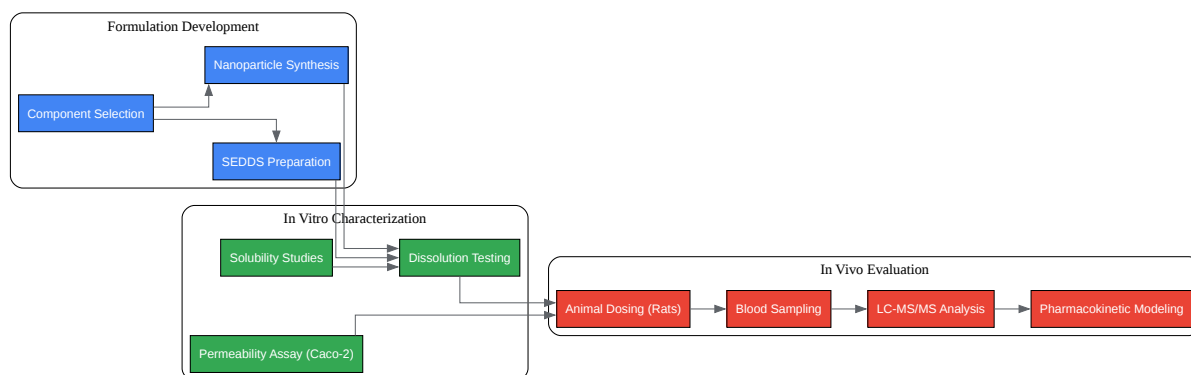 Formulation Development
Nanoparticle Synthesis
Component Selection
SEDDS Preparation
In Vitro Characterization
Solubility Studies
Dissolution Testing
Permeability Assay (Caco-2)
In Vivo Evaluation
Animal Dosing (Rats)
Blood Sampling
LC-MS/MS Analysis
Pharmacokinetic Modeling